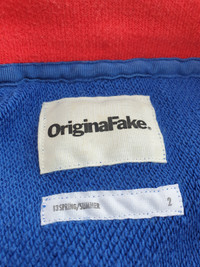 OriginalFake.
13 SPRING/SUMMER
2